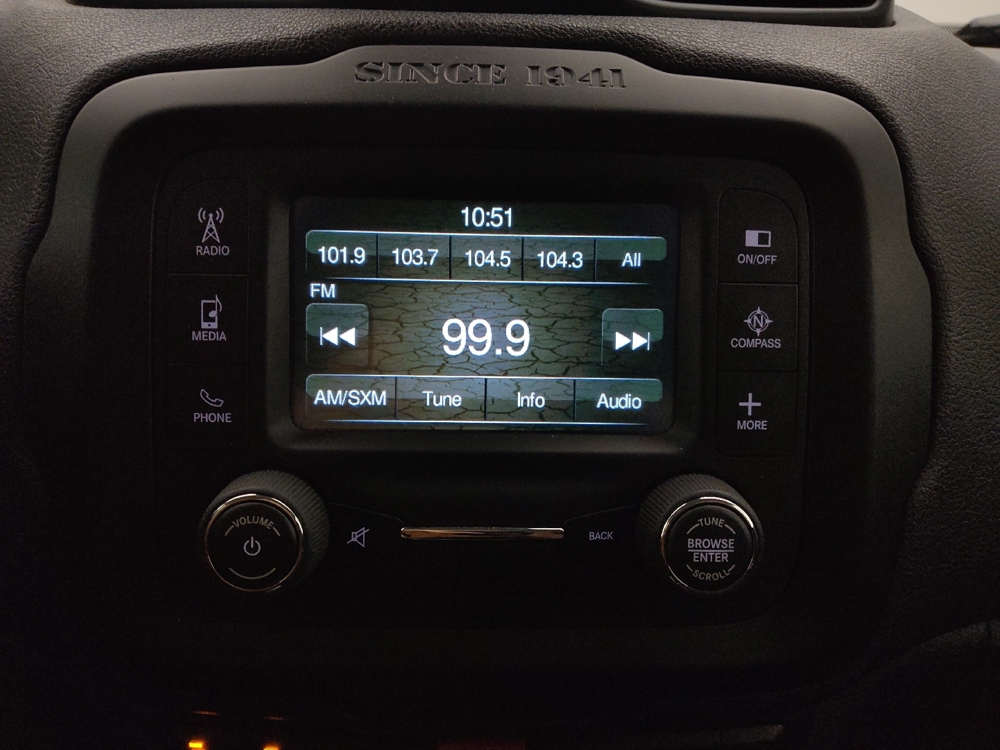 SINCE 1941
10:51
101.9 103.7 104.5 104.3 All
FM
99.9
AM/SXM Tune Info Audio
RADIO
MEDIA
PHONE
ON/OFF
N
COMPASS
MORE
VOLUME
BACK
TUNE
BROWSE
ENTER
SCROLL